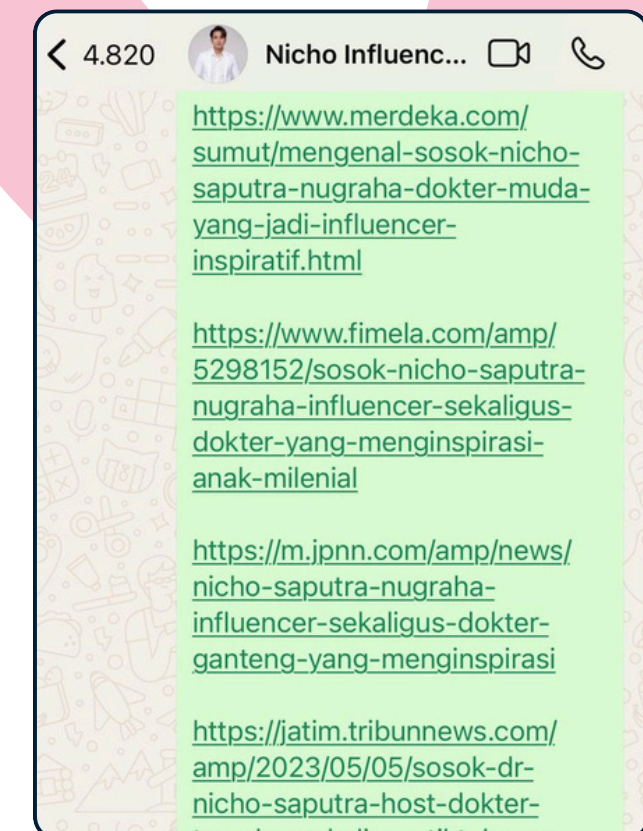 4.820
Nicho Influenc...
https://www.merdeka.com/
sumut/mengenal-sosok-nicho-
saputra-nugraha-dokter-muda-
yang-jadi-influencer-
inspiratif.html
https://www.fimela.com/amp/
5298152/sosok-nicho-saputra-
nugraha-influencer-sekaligus-
dokter-yang-menginspirasi-
anak-milenial
https://m.jpnn.com/amp/news/
nicho-saputra-nugraha-
influencer-sekaligus-dokter-
ganteng-yang-menginspirasi
https://jatim.tribunnews.com/
amp/2023/05/05/sosok-dr-
nicho-saputra-host-dokter-